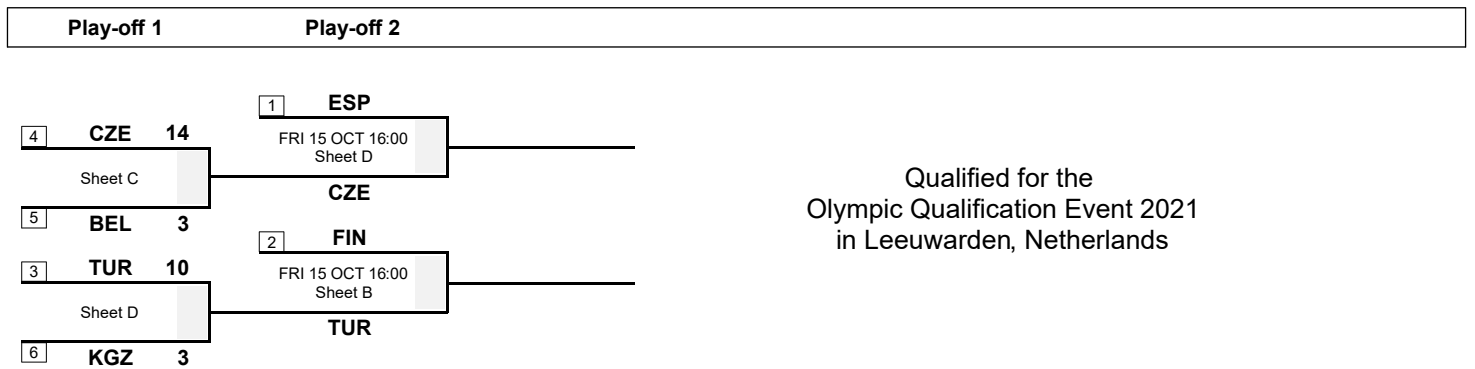 Play-off 1 Play-off 2
1 ESP
4 CZE 14
FRI 15 OCT 16:00
Sheet D
Sheet C
CZE
5 BEL 3
2 FIN
3 TUR 10
FRI 15 OCT 16:00
Sheet B
Sheet D
TUR
6 KGZ 3
Qualified for the
Olympic Qualification Event 2021
in Leeuwarden, Netherlands